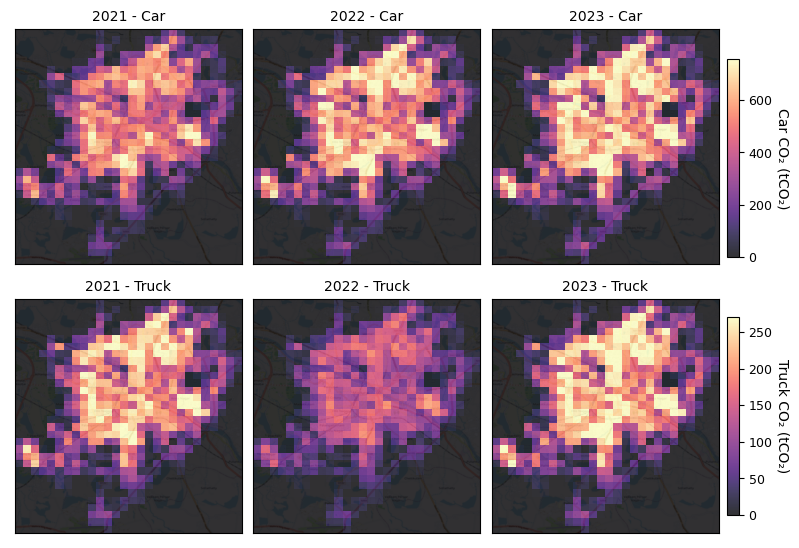 2021 - Car
2022 - Car
2023 - Car
600
400
200
0
Car CO₂ (tCO₂)
2021 - Truck
2022 - Truck
2023 - Truck
250
200
150
100
50
0
Truck CO₂ (tCO₂)